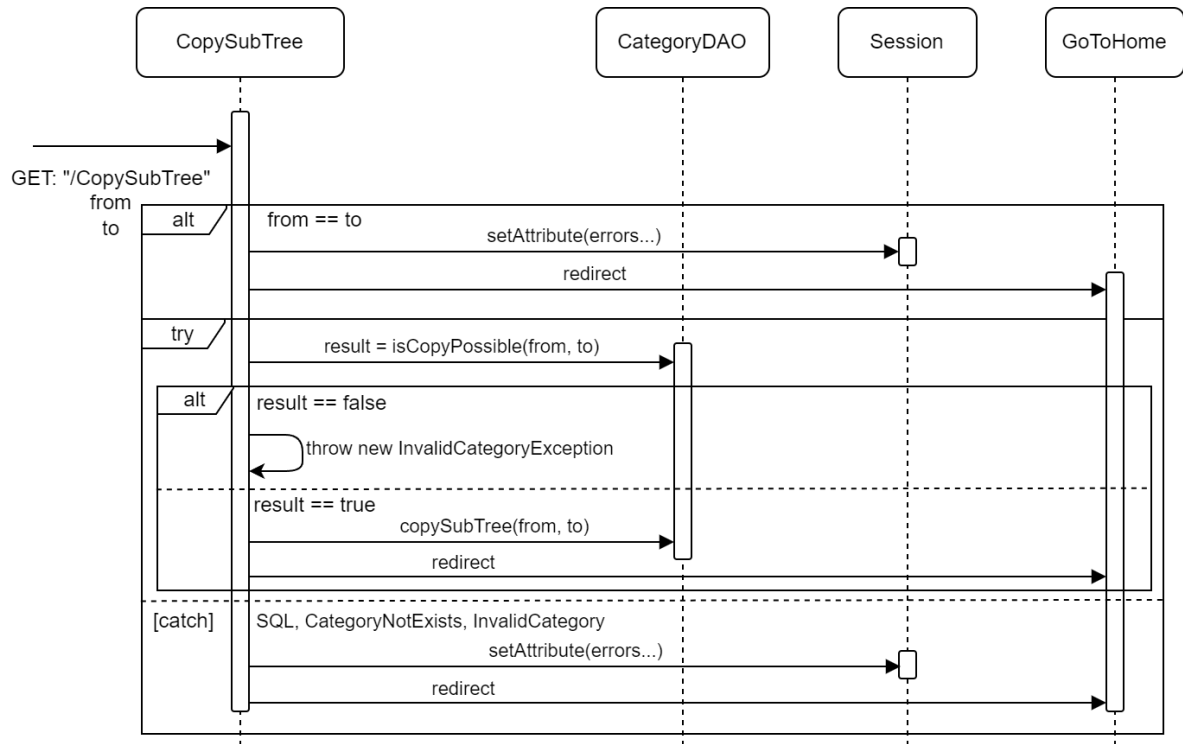 CopySubTree
CategoryDAO
Session
GoToHome
GET: "/CopySubTree"
from
to
alt
from == to
setAttribute(errors...)
redirect
try
result = isCopyPossible(from, to)
alt
result == false
throw new InvalidCategoryException
result == true
copySubTree(from, to)
redirect
[catch]
SQL, CategoryNotExists, InvalidCategory
setAttribute(errors...)
redirect